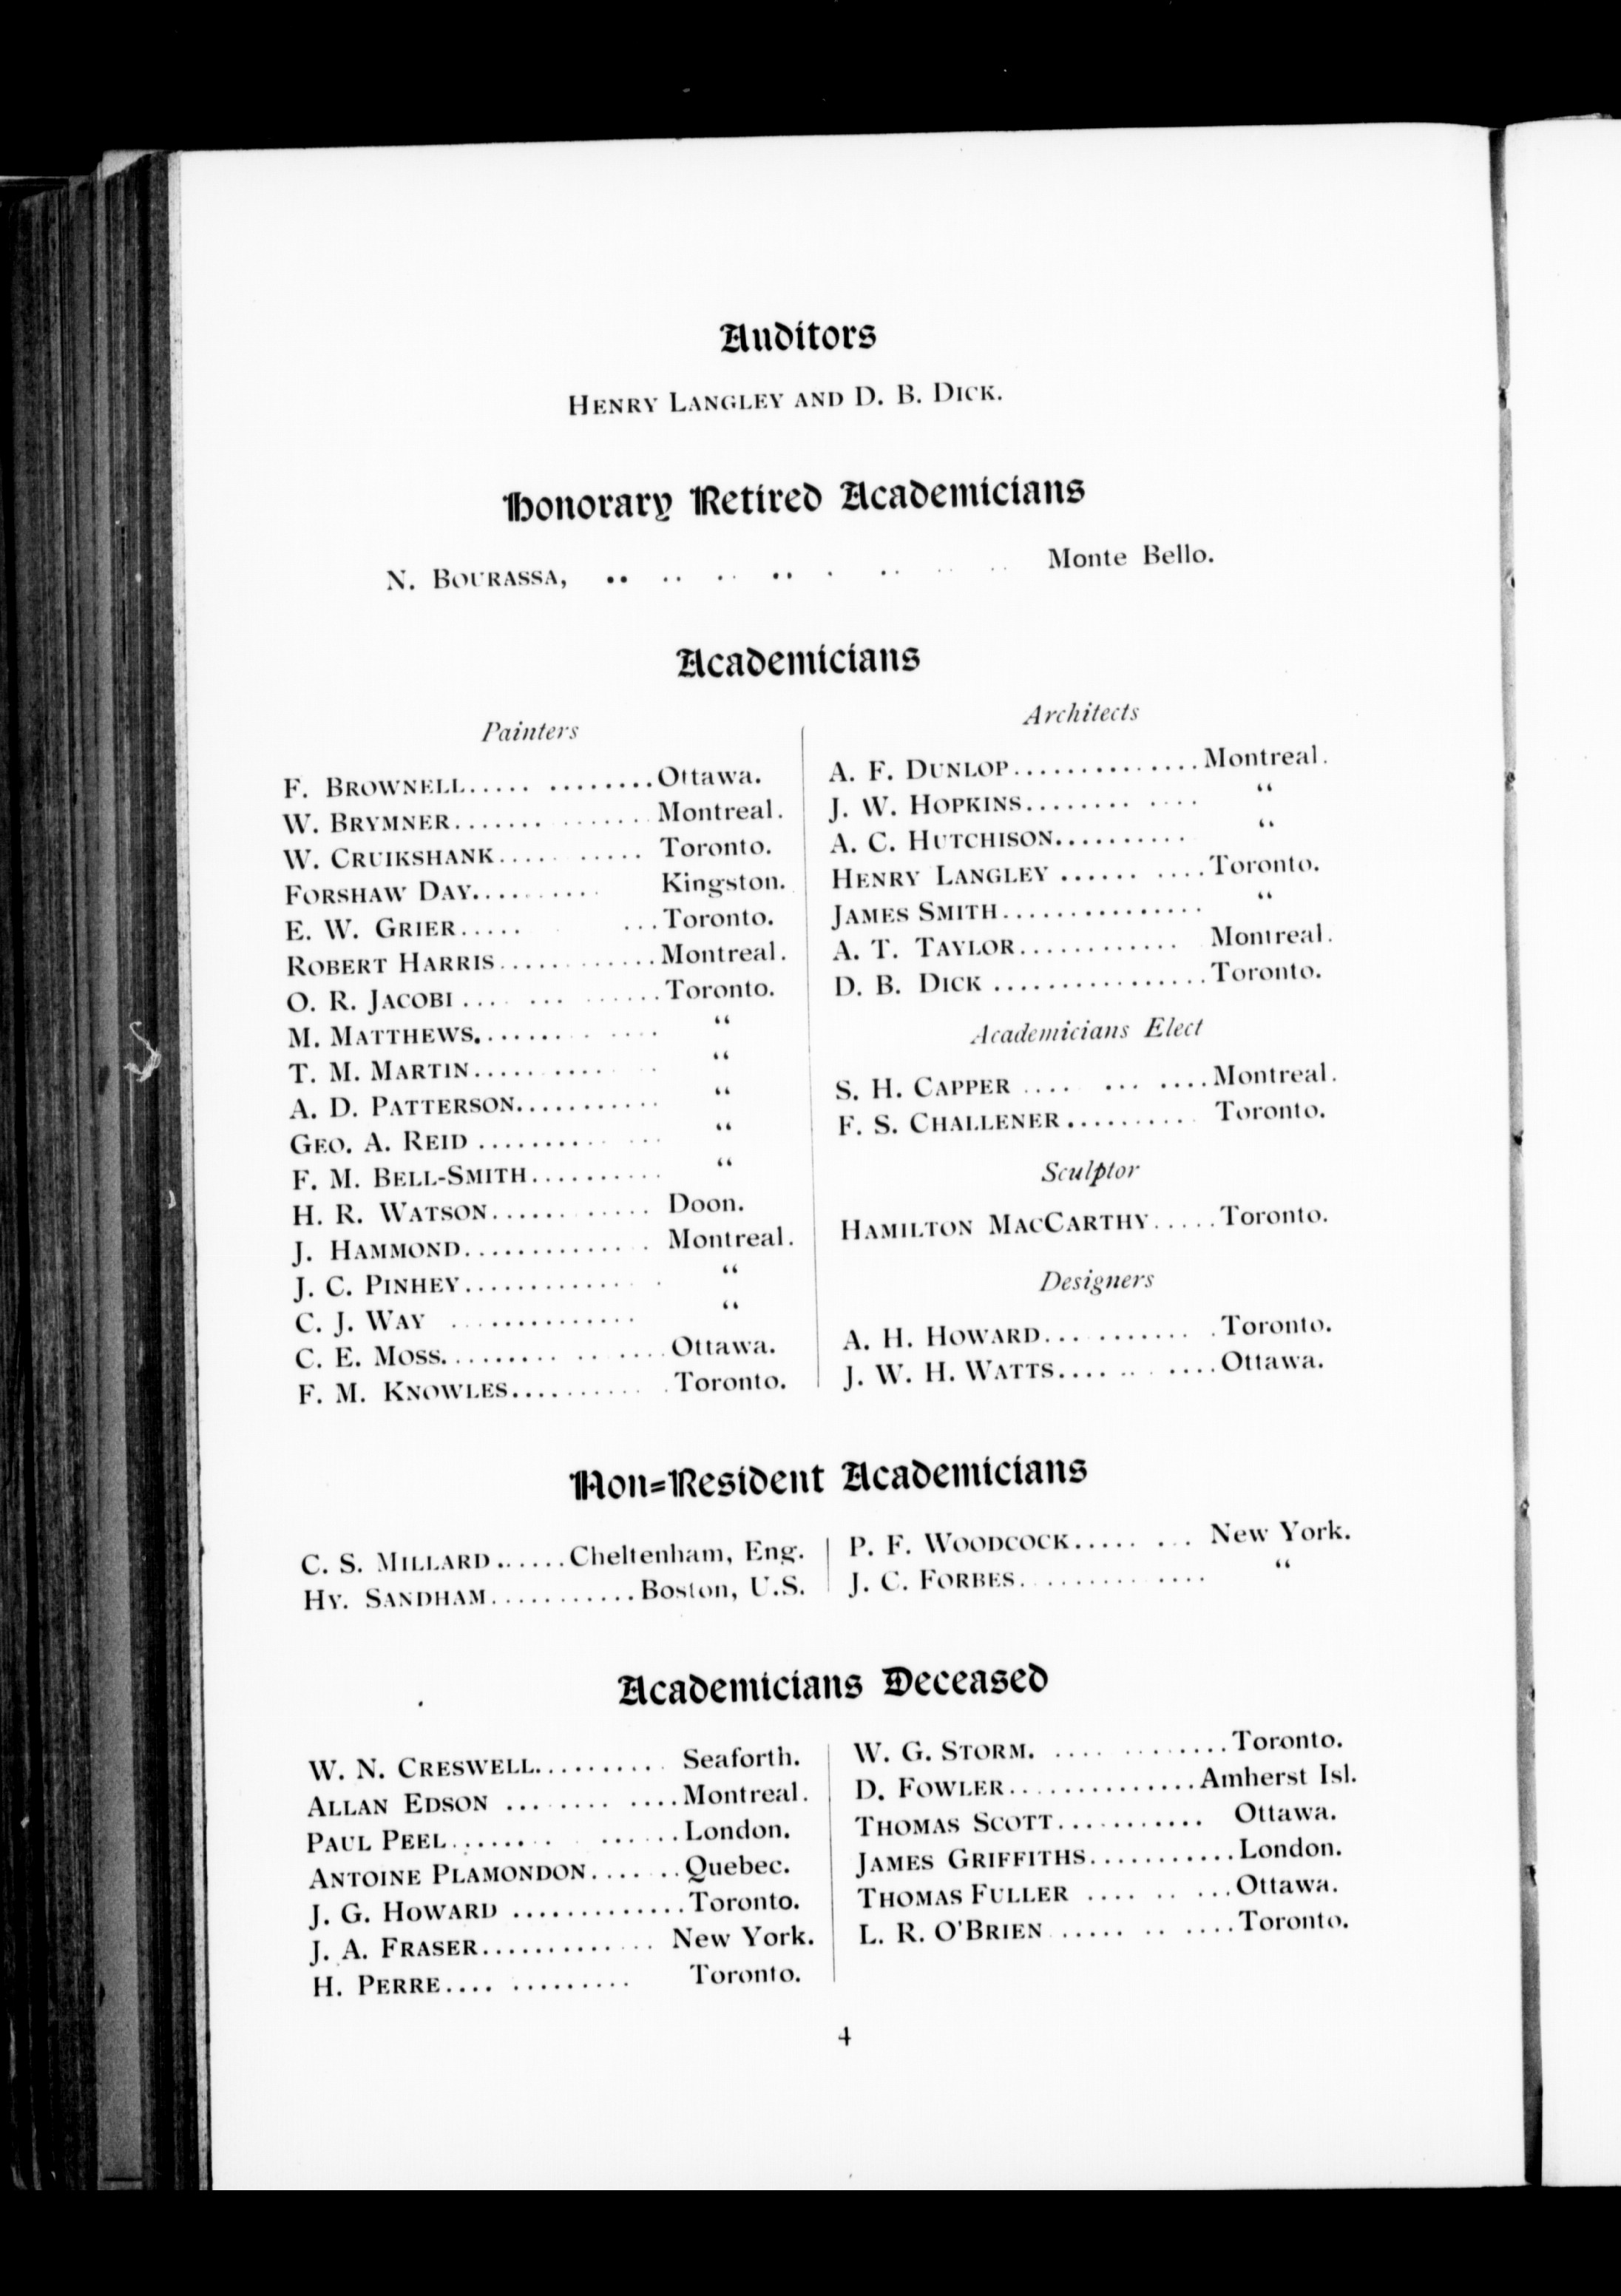 Auditors
HENRY LANGLEY AND D. B. DICK.
Honorary Retired Academicians
N. BOURASSA, .. .. .. .. . .. .. .. Monte Bello.
Academicians
Painters
F. BROWNELL..... ........Ottawa.
W. BRYMNER..............Montreal.
W. CRUIKSHANK.... ..... Toronto.
FORSHAW DAY.......... Kingston.
E. W. GRIER..... ...Toronto.
ROBERT HARRIS............Montreal.
O. R. JACOBI .... ... ......Toronto.
M. MATTHEWS............ “
T. M. MARTIN........... “
A. D. PATTERSON........... “
GEO. A. REID ............. “
F. M. BELL-SMITH.......... “
H. R. WATSON............ Doon.
J. HAMMOND.............. Montreal.
J. C. PINHEY............... “
C. J. WAY .............. “
C. E. MOSS......... .. ....Ottawa.
F. M. KNOWLES............Toronto.
Architects
A. F. DUNLOP..............Montreal.
J. W. HOPKINS........ .... “
A. C. HUTCHISON.......... “
HENRY LANGLEY ...... ....Toronto.
JAMES SMITH............... “
A. T. TAYLOR............ Montreal.
D. B. DICK ................Toronto.
Academicians Elect
S. H. CAPPER .... ... ....Montreal.
F. S. CHALLENER.......... Toronto.
Sculptor
HAMILTON MACCARTHY.....Toronto.
Designers
A. H. HOWARD........... .Toronto.
J. W. H. WATTS.... .. ....Ottawa.
Non=Resident Academicians
C. S. MILLARD......Cheltenham, Eng.
HY. SANDHAM...........Boston, U.S.
P. F. WOODCOCK..... ... New York.
J. C. FORBES.............. “
Academicians Deceased
W. N. CRESWELL.......... Seaforth.
ALLAN EDSON ... .... ....Montreal.
PAUL PEEL....... ......London.
ANTOINE PLAMONDON.......Quebec.
J. G. HOWARD .............Toronto.
J. A. FRASER............. New York.
H. PERRE.... ......... Toronto.
W. G. STORM. .... ........Toronto.
D. FOWLER..............Amherst Isl.
THOMAS SCOTT........... Ottawa.
JAMES GRIFFITHS...........London.
THOMAS FULLER .... .. ...Ottawa.
L. R. O'BRIEN ...... .. ....Toronto.
4